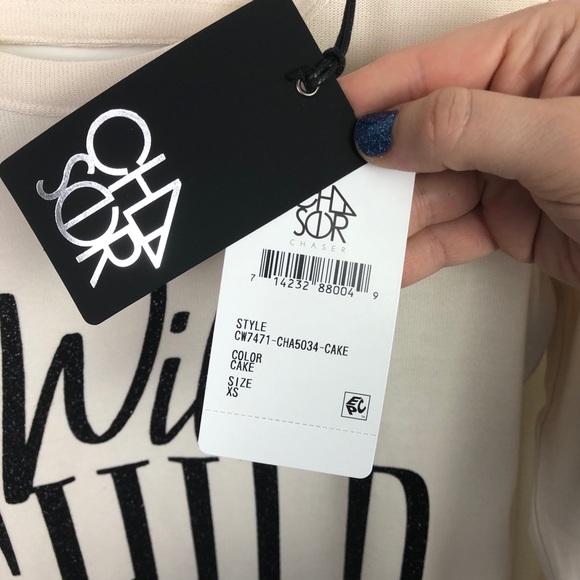 CHA
SOR
CHA
SOR
CHASER
7 14232 88004 9
STYLE
CW7471-CHA5034-CAKE
COLOR
CAKE
SIZE
XS